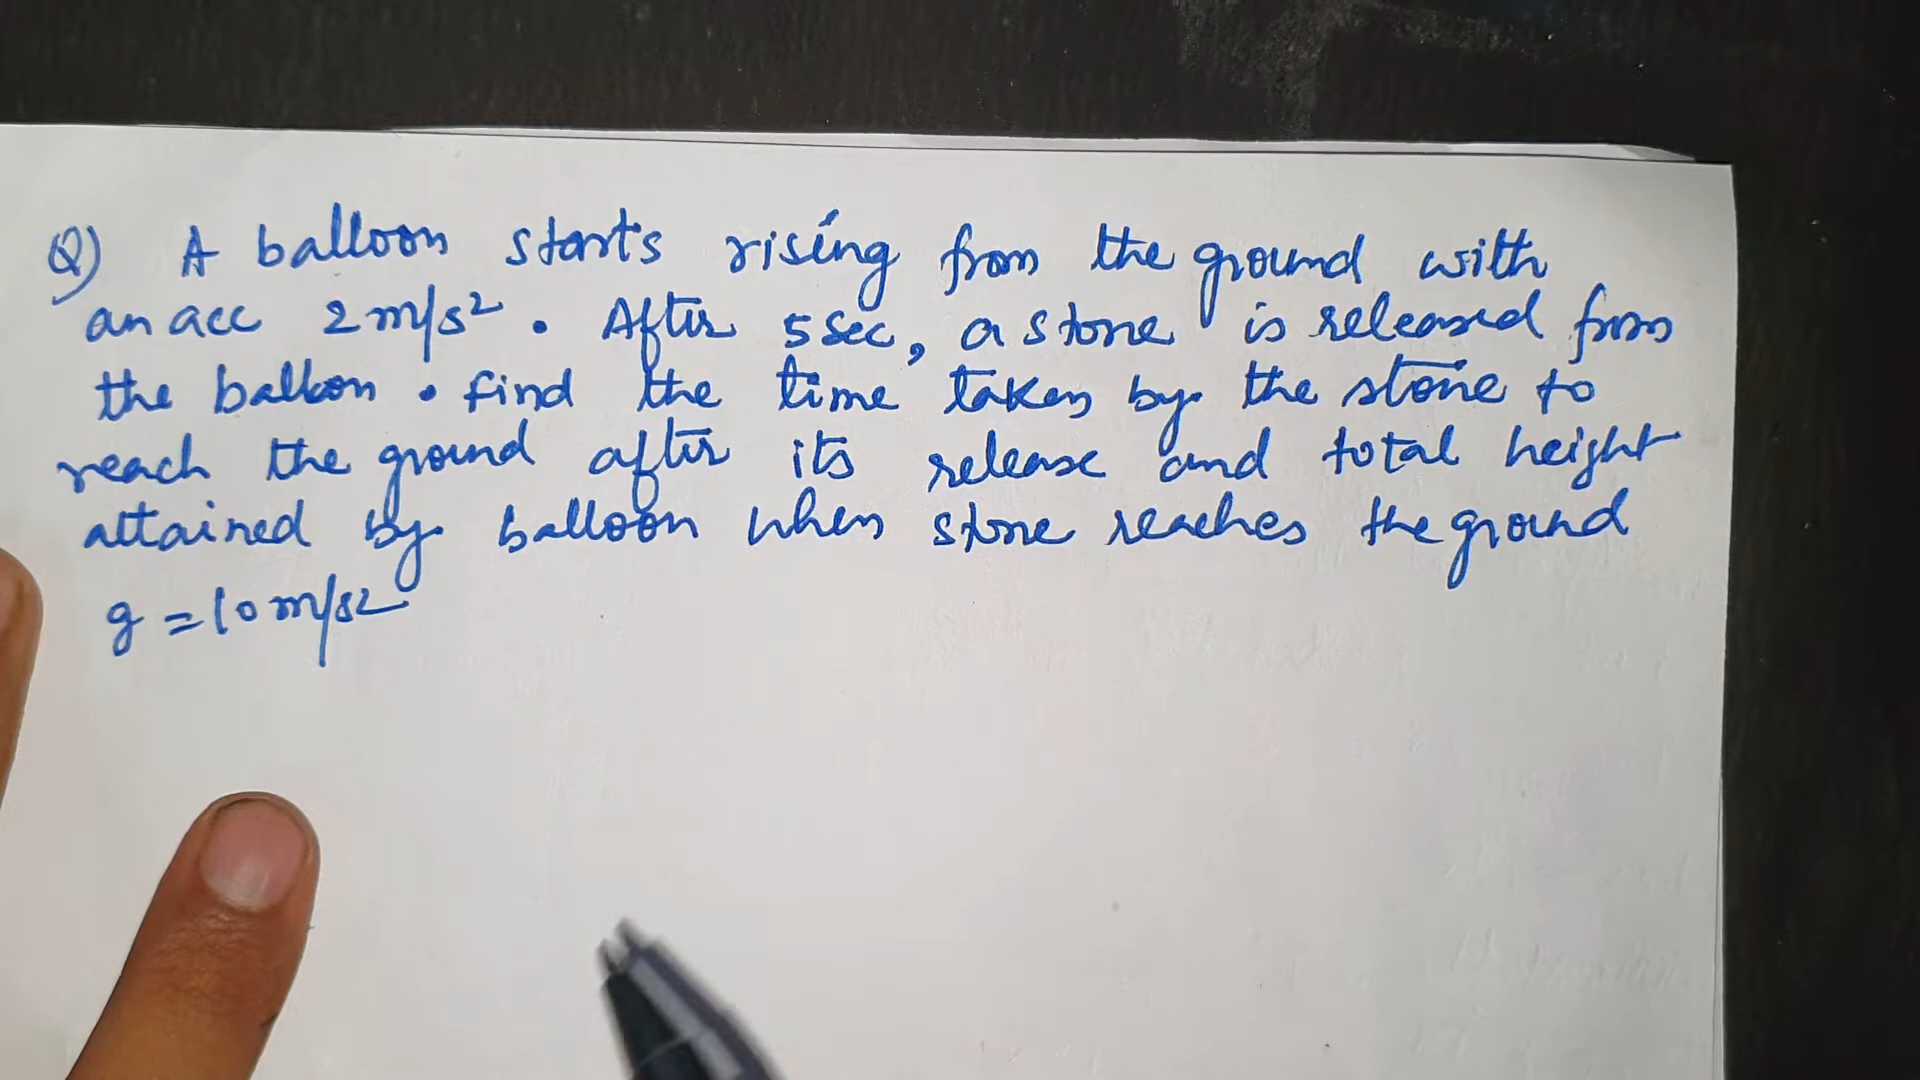 Q) A balloon starts rising from the ground with
an acc 2 m/s². After 5 sec, a stone is released from
the balloon. find the time taken by the stone to
reach the ground after its release and total height
attained by balloon when stone reaches the ground
g = 10 m/s²